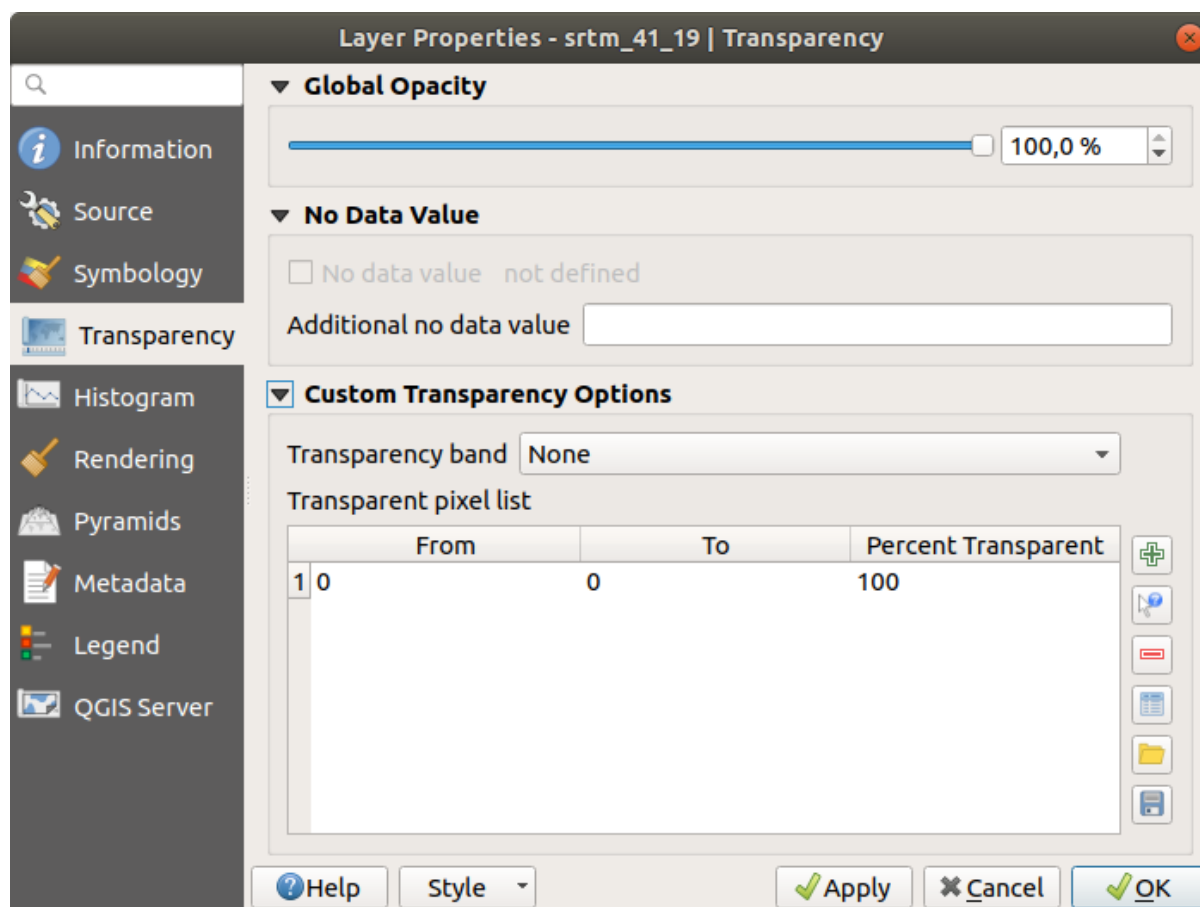 Layer Properties - srtm_41_19 | Transparency
Information
Source
Symbology
Transparency
Histogram
Rendering
Pyramids
Metadata
Legend
QGIS Server
Global Opacity
100,0 %
No Data Value
No data value not defined
Additional no data value
Custom Transparency Options
Transparency band None
Transparent pixel list
From To Percent Transparent
1 0 0 100
Help Style Apply Cancel OK